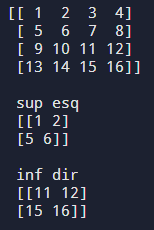 [[ 1  2  3  4]
 [ 5  6  7  8]
 [ 9 10 11 12]
 [13 14 15 16]]
sup esq
[[1 2]
[5 6]]
inf dir
[[11 12]
[15 16]]